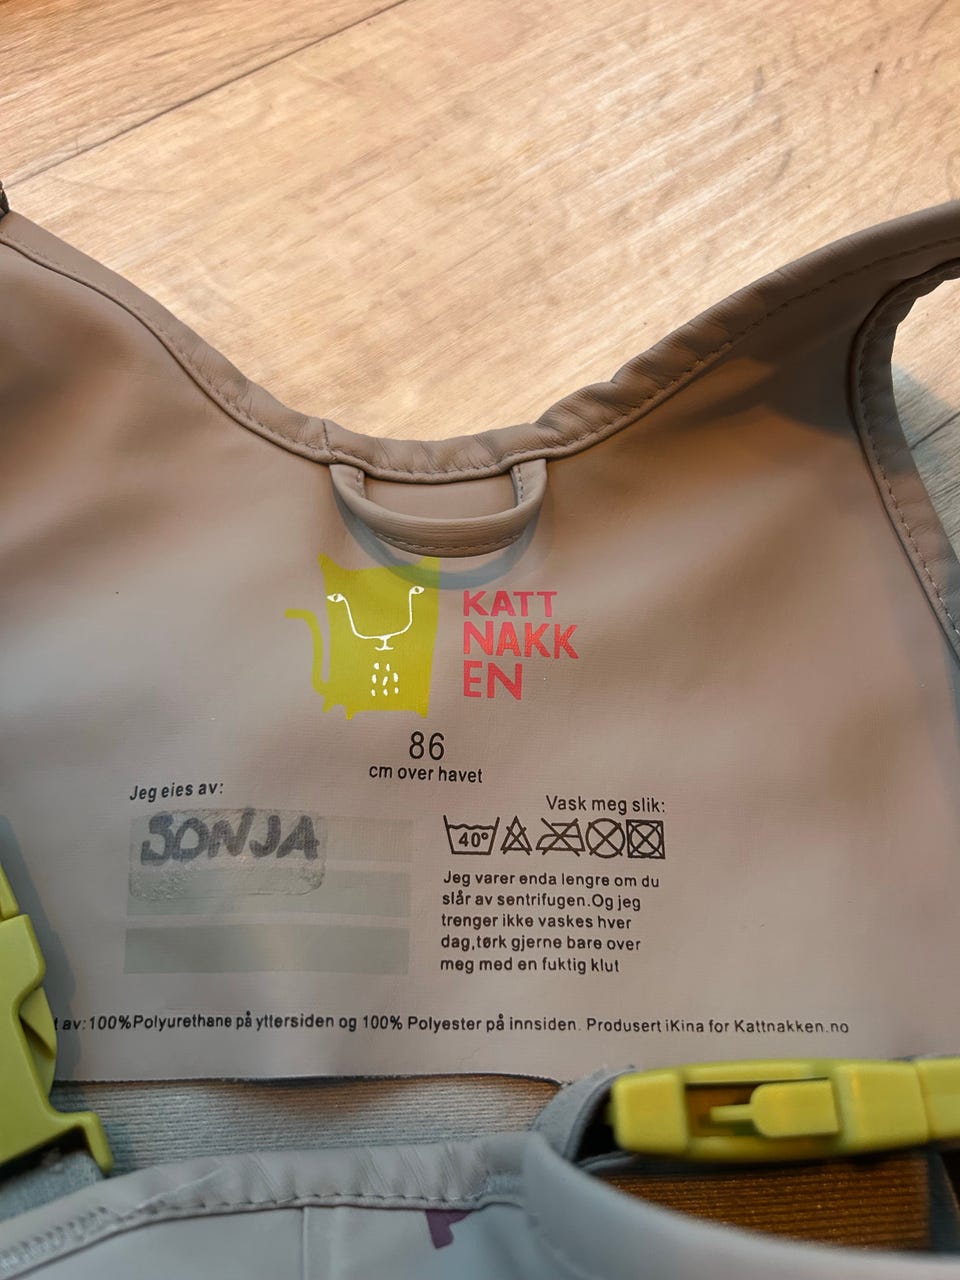 KATT
NAKK
EN
86
cm over havet
Jeg eies av:
SONJA
Vask meg slik:
40°
Jeg varer enda lengre om du
slår av sentrifugen.Og jeg
trenger ikke vaskes hver
dag,tørk gjerne bare over
meg med en fuktig klut
av:100%Polyurethane på yttersiden og 100% Polyester på innsiden. Produsert iKina for Kattnakken.no